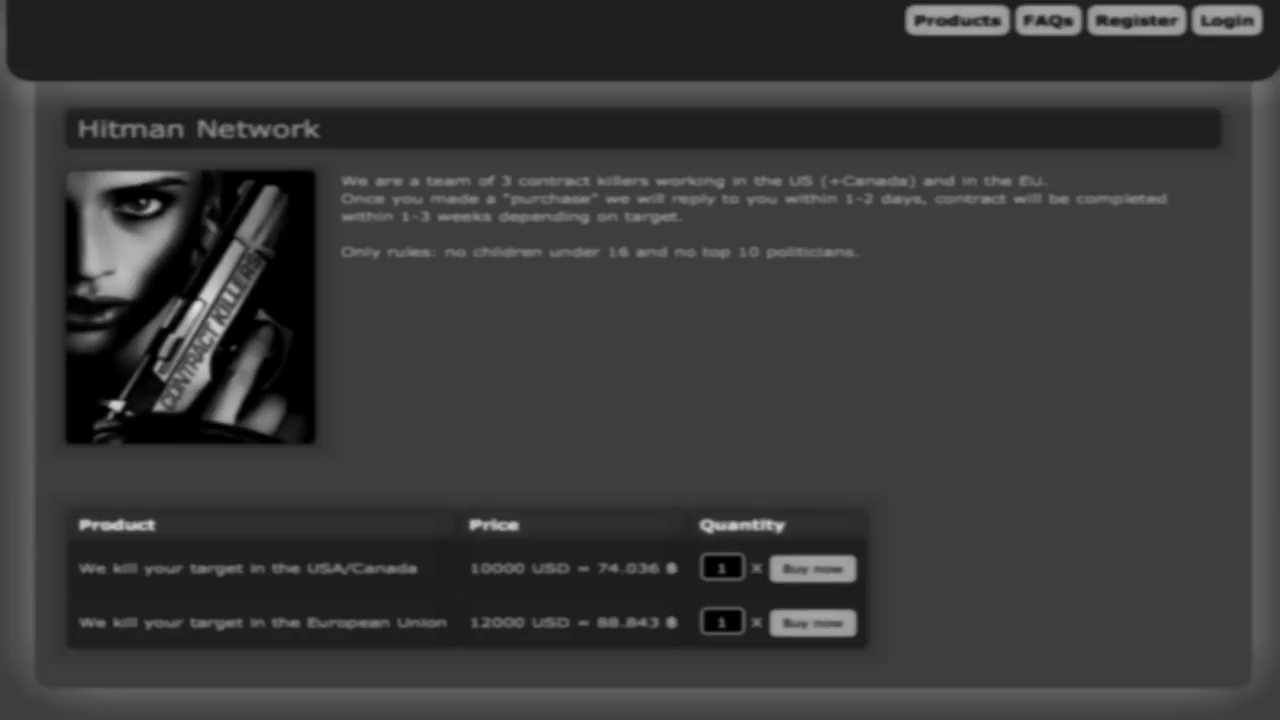 Products FAQs Register Login
Hitman Network
We are a team of 3 contract killers working in the US (+Canada) and in the EU.
Once you made a "purchase" we will reply to you within 1-2 days, contract will be completed
within 1-3 weeks depending on target.
Only rules: no children under 16 and no top 10 politicians.
CONTRACT KILLERS
Product Price Quantity
We kill your target in the USA/Canada 10000 USD = 74.036 ฿ 1 X Buy now
We kill your target in the European Union 12000 USD = 88.843 ฿ 1 X Buy now